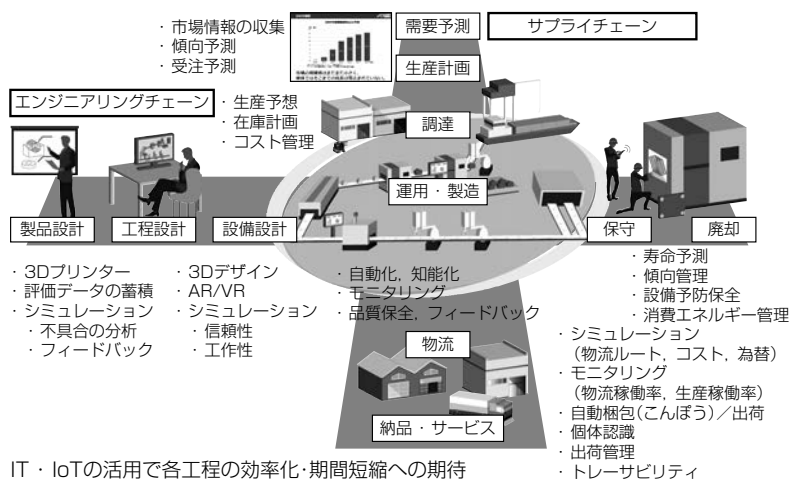 ・市場情報の収集
・傾向予測
・受注予測
需要予測
サプライチェーン
生産計画
エンジニアリングチェーン
・生産予想
・在庫計画
・コスト管理
調達
運用・製造
製品設計
工程設計
設備設計
保守
廃却
・3Dプリンター
・評価データの蓄積
・シミュレーション
・不具合の分析
・フィードバック
・3Dデザイン
・AR/VR
・シミュレーション
・信頼性
・工作性
・自動化，知能化
・モニタリング
・品質保全，フィードバック
・寿命予測
・傾向管理
・設備予防保全
・消費エネルギー管理
物流
納品・サービス
・シミュレーション
（物流ルート，コスト，為替）
・モニタリング
（物流稼働率，生産稼働率）
・自動梱包（こんぽう）／出荷
・個体認識
・出荷管理
・トレーサビリティ
IT・IoTの活用で各工程の効率化・期間短縮への期待